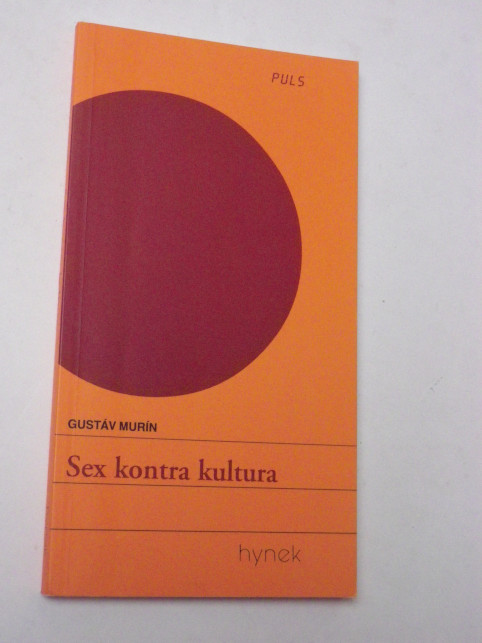 PULS
GUSTÁV MURÍN
Sex kontra kultura
hynek